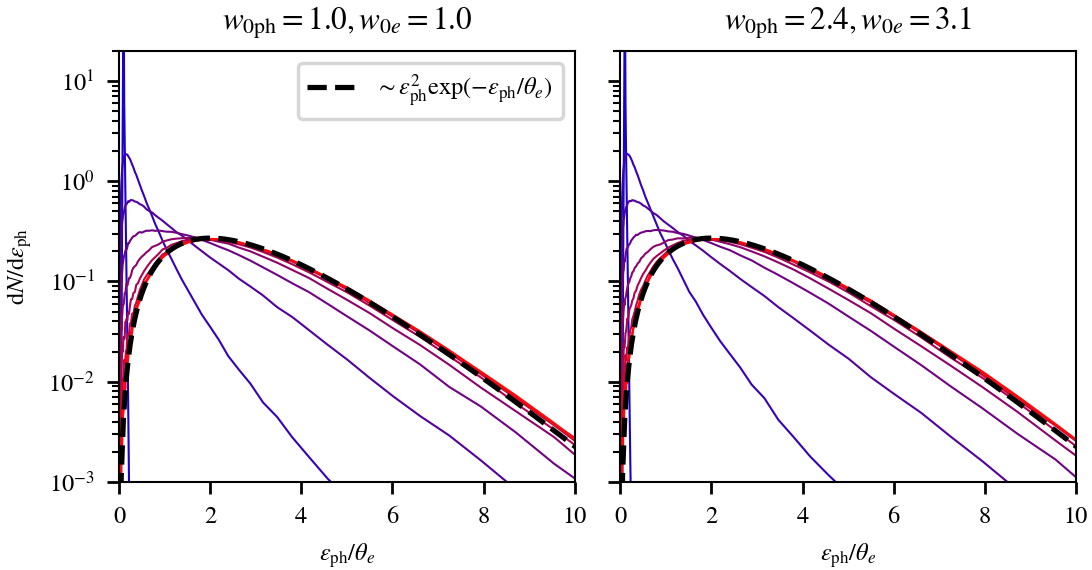 w₀ph = 1.0, w₀e = 1.0
w₀ph = 2.4, w₀e = 3.1
~ ε²ph exp(−εph/θe)
dN/dεph
10¹
10⁰
10⁻¹
10⁻²
10⁻³
0 2 4 6 8 10
0 2 4 6 8 10
εph/θe
εph/θe